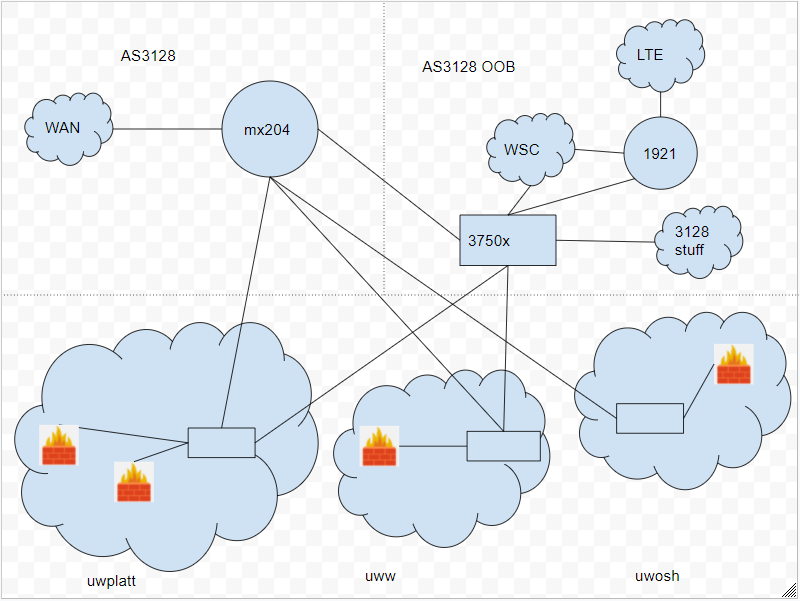 AS3128
AS3128 OOB
LTE
WAN
mx204
WSC
1921
3750x
3128
stuff
uwplatt
uww
uwosh